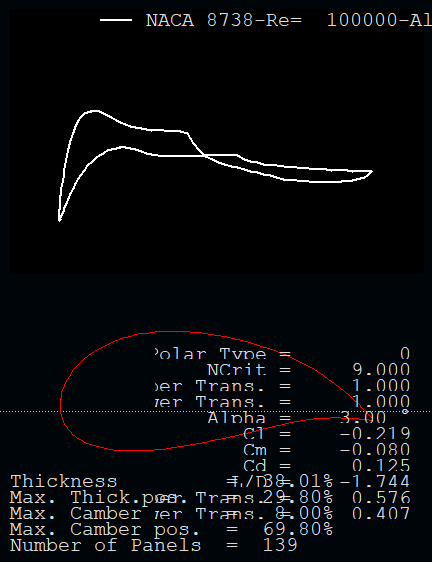 NACA 8738-Re= 100000-Al
Polar Type = 0
NCrit = 9.000
per Trans. = 1.000
wer Trans. = 1.000
Alpha = 3.00 °
Cl = -0.219
Cm = -0.080
Cd = 0.125
L/D = -1.744
Thickness = 38.01%
Max. Thick.pos. = 29.80%
per Trans. = 0.576
Max. Camber = 8.00%
wer Trans. = 0.407
Max. Camber pos. = 69.80%
Number of Panels = 139